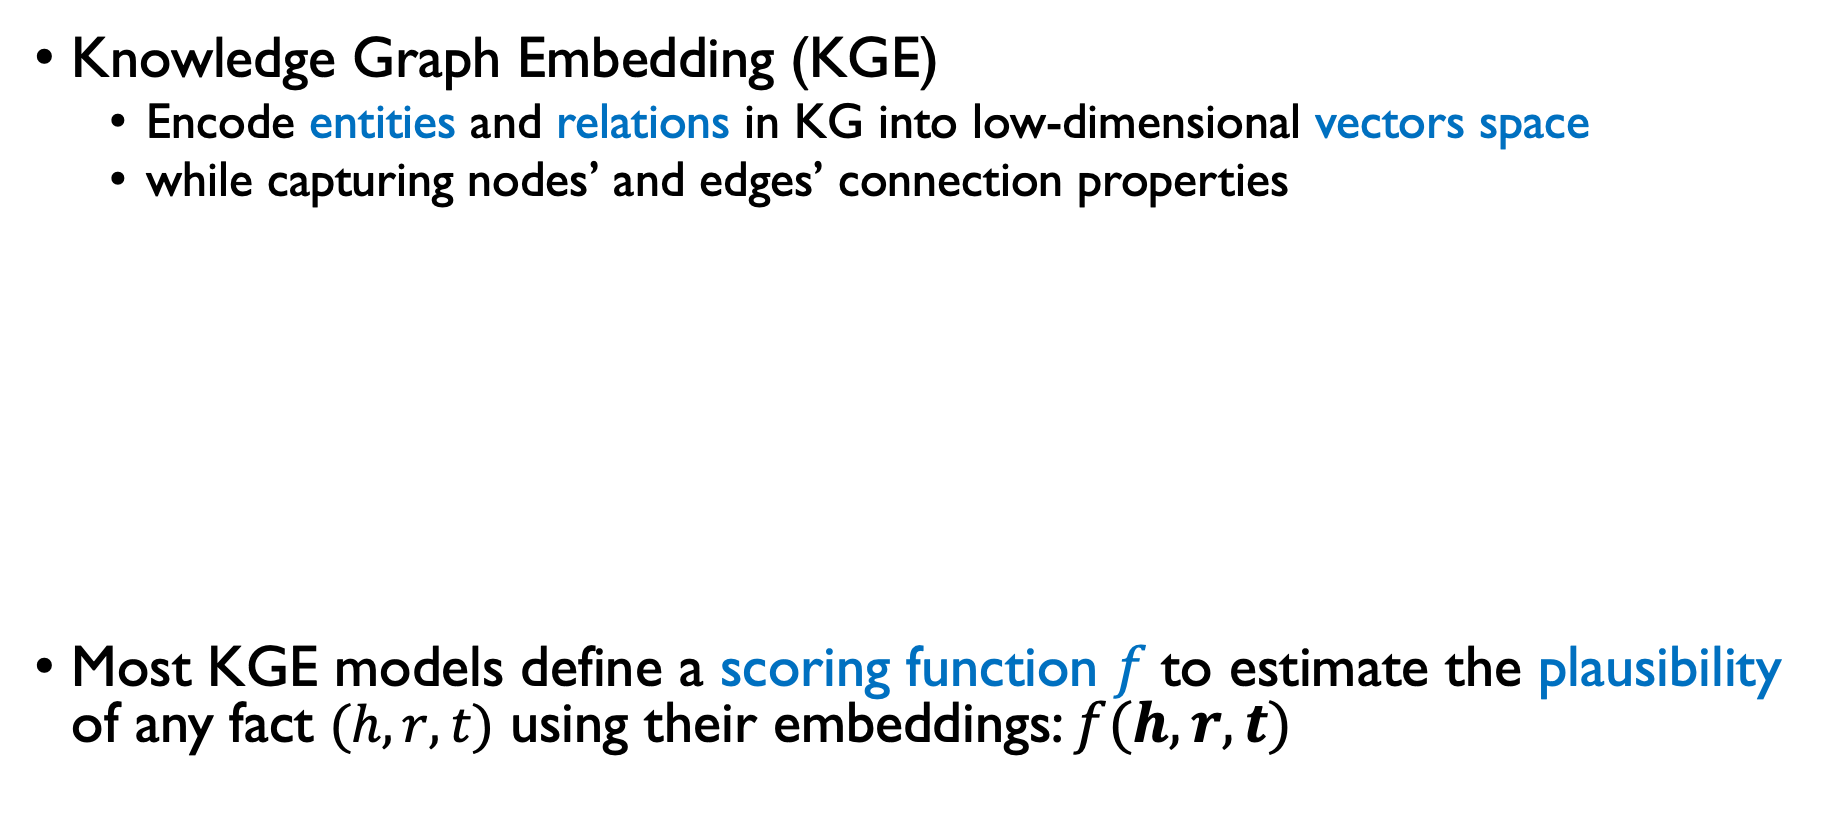 • Knowledge Graph Embedding (KGE)
• Encode entities and relations in KG into low-dimensional vectors space
• while capturing nodes’ and edges’ connection properties
• Most KGE models define a scoring function f to estimate the plausibility
of any fact (h, r, t) using their embeddings: f(h, r, t)